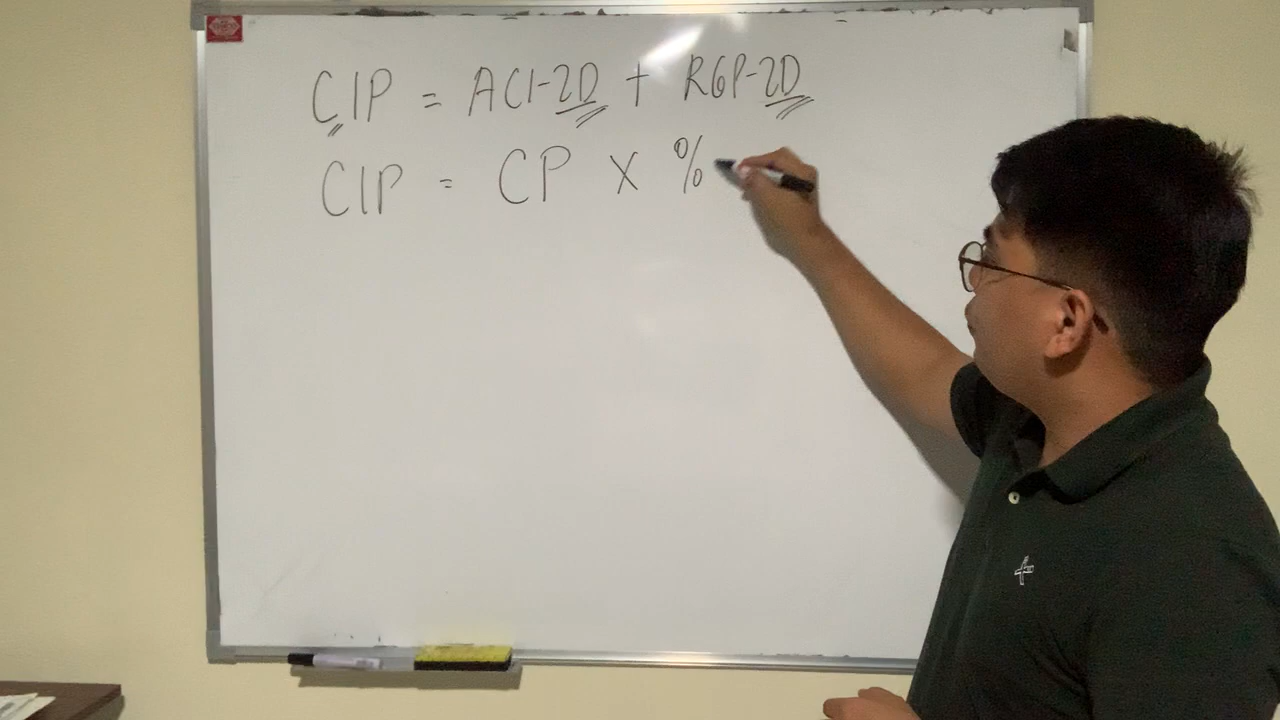 CIP = ACI-2D + RGP-2D
CIP = CP X %